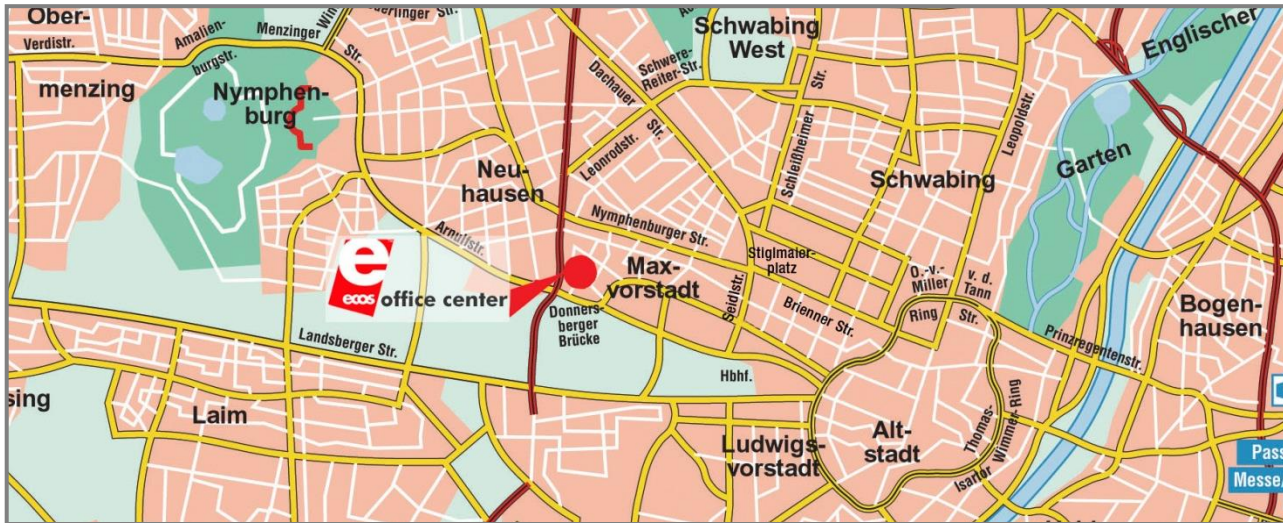 Ober-
menzing
Verdistr.
Amalien-
burgstr.
Menzinger
Str.
Nymphen-
burg
Schwere-
Reiter-Str.
Schwabing
West
Dachauer
Str.
Leonrodstr.
Schleißheimer
Str.
Leopoldstr.
Englischer
Garten
Neu-
hausen
Schwabing
Nymphenburger Str.
Arnulfstr.
e
ecos
office center
Max-
vorstadt
Stiglmaier-
platz
Seidlstr.
Brienner Str.
O.-v.-
Miller
Ring
v. d.
Tann
Str.
Prinzregentenstr.
Bogen-
hausen
Donners-
berger
Brücke
Landsberger Str.
Hbhf.
sing
Laim
Ludwigs-
vorstadt
Alt-
stadt
Thomas-
Wimmer-Ring
Isartor
Pass
Messe/